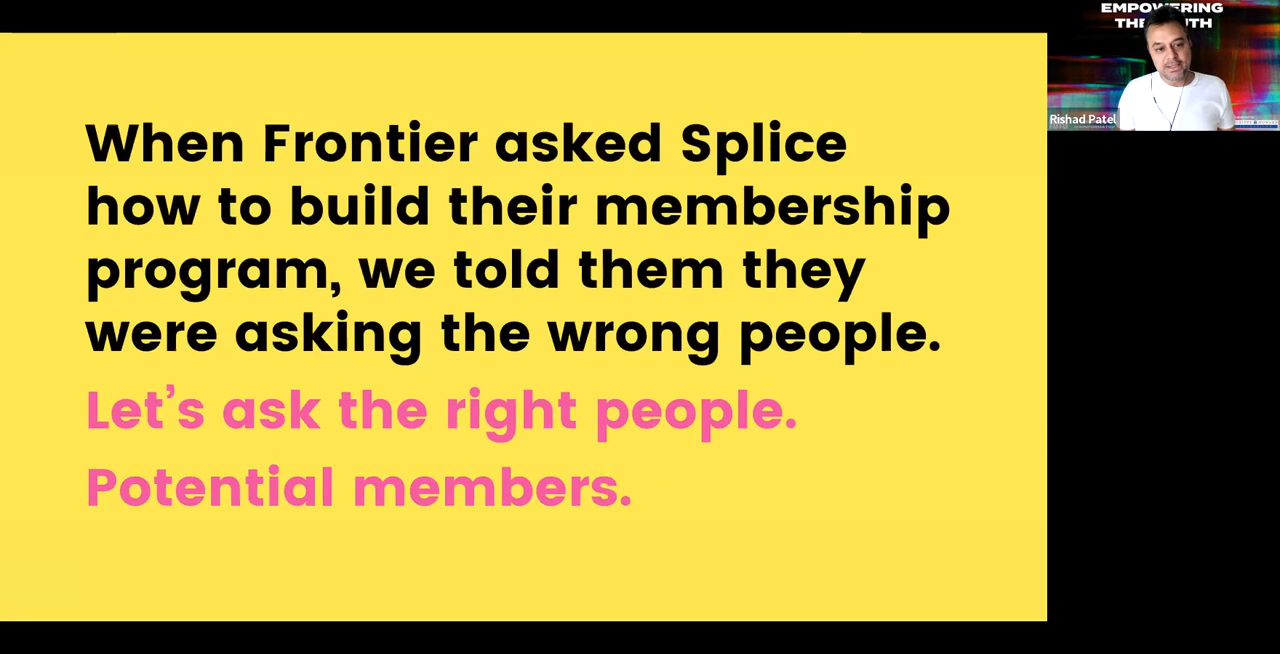 When Frontier asked Splice
how to build their membership
program, we told them they
were asking the wrong people.
Let’s ask the right people.
Potential members.
EMPOWERING
Rishad Patel